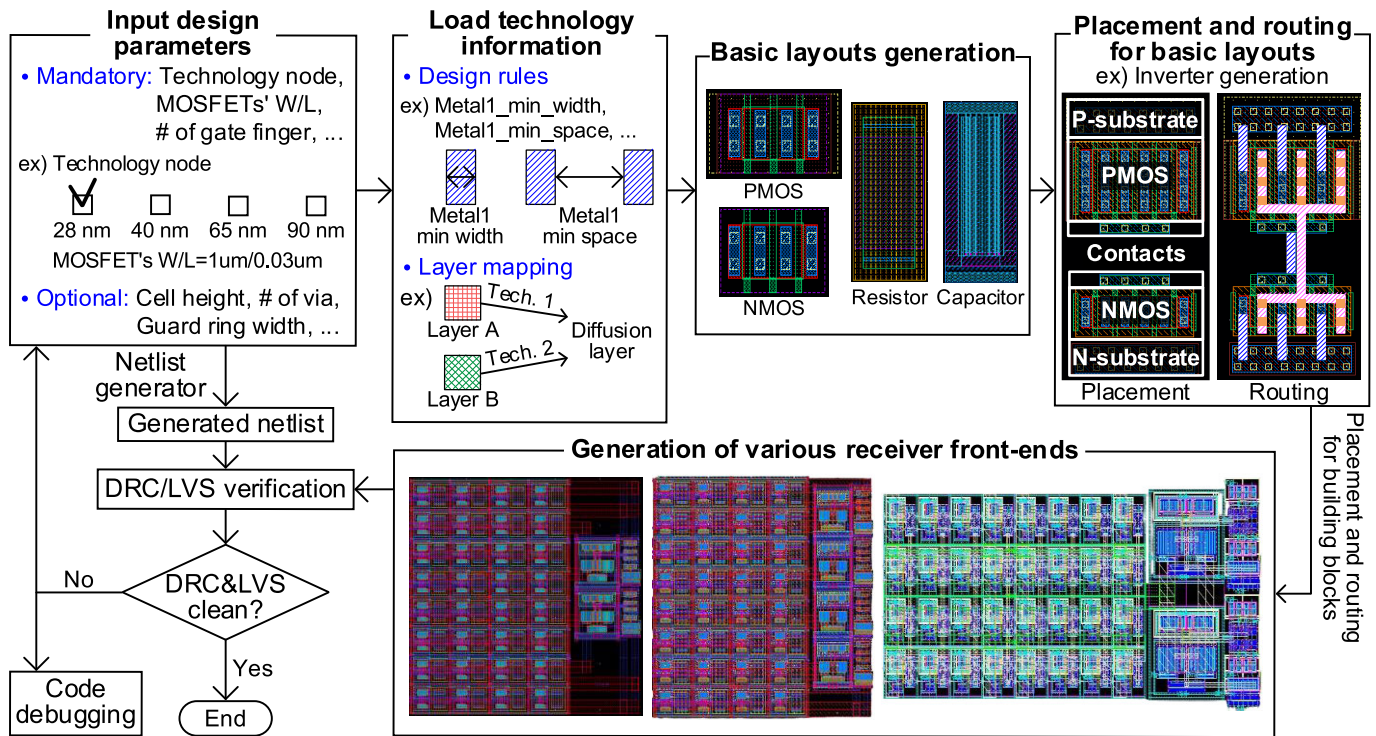 Input design
parameters
• Mandatory: Technology node,
MOSFETs' W/L,
# of gate finger, ...
ex) Technology node
28 nm 40 nm 65 nm 90 nm
MOSFET's W/L=1um/0.03um
• Optional: Cell height, # of via,
Guard ring width, ...
Load technology
information
• Design rules
ex) Metal1_min_width,
Metal1_min_space, ...
Metal1
min width
Metal1
min space
• Layer mapping
ex)
Layer A
Tech. 1
Layer B
Tech. 2
Diffusion
layer
Basic layouts generation
PMOS
NMOS
Resistor
Capacitor
Placement and routing
for basic layouts
ex) Inverter generation
P-substrate
PMOS
Contacts
NMOS
N-substrate
Placement
Routing
Placement and routing
for building blocks
Generation of various receiver front-ends
Netlist
generator
Generated netlist
DRC/LVS verification
DRC&LVS
clean?
No
Yes
Code
debugging
End